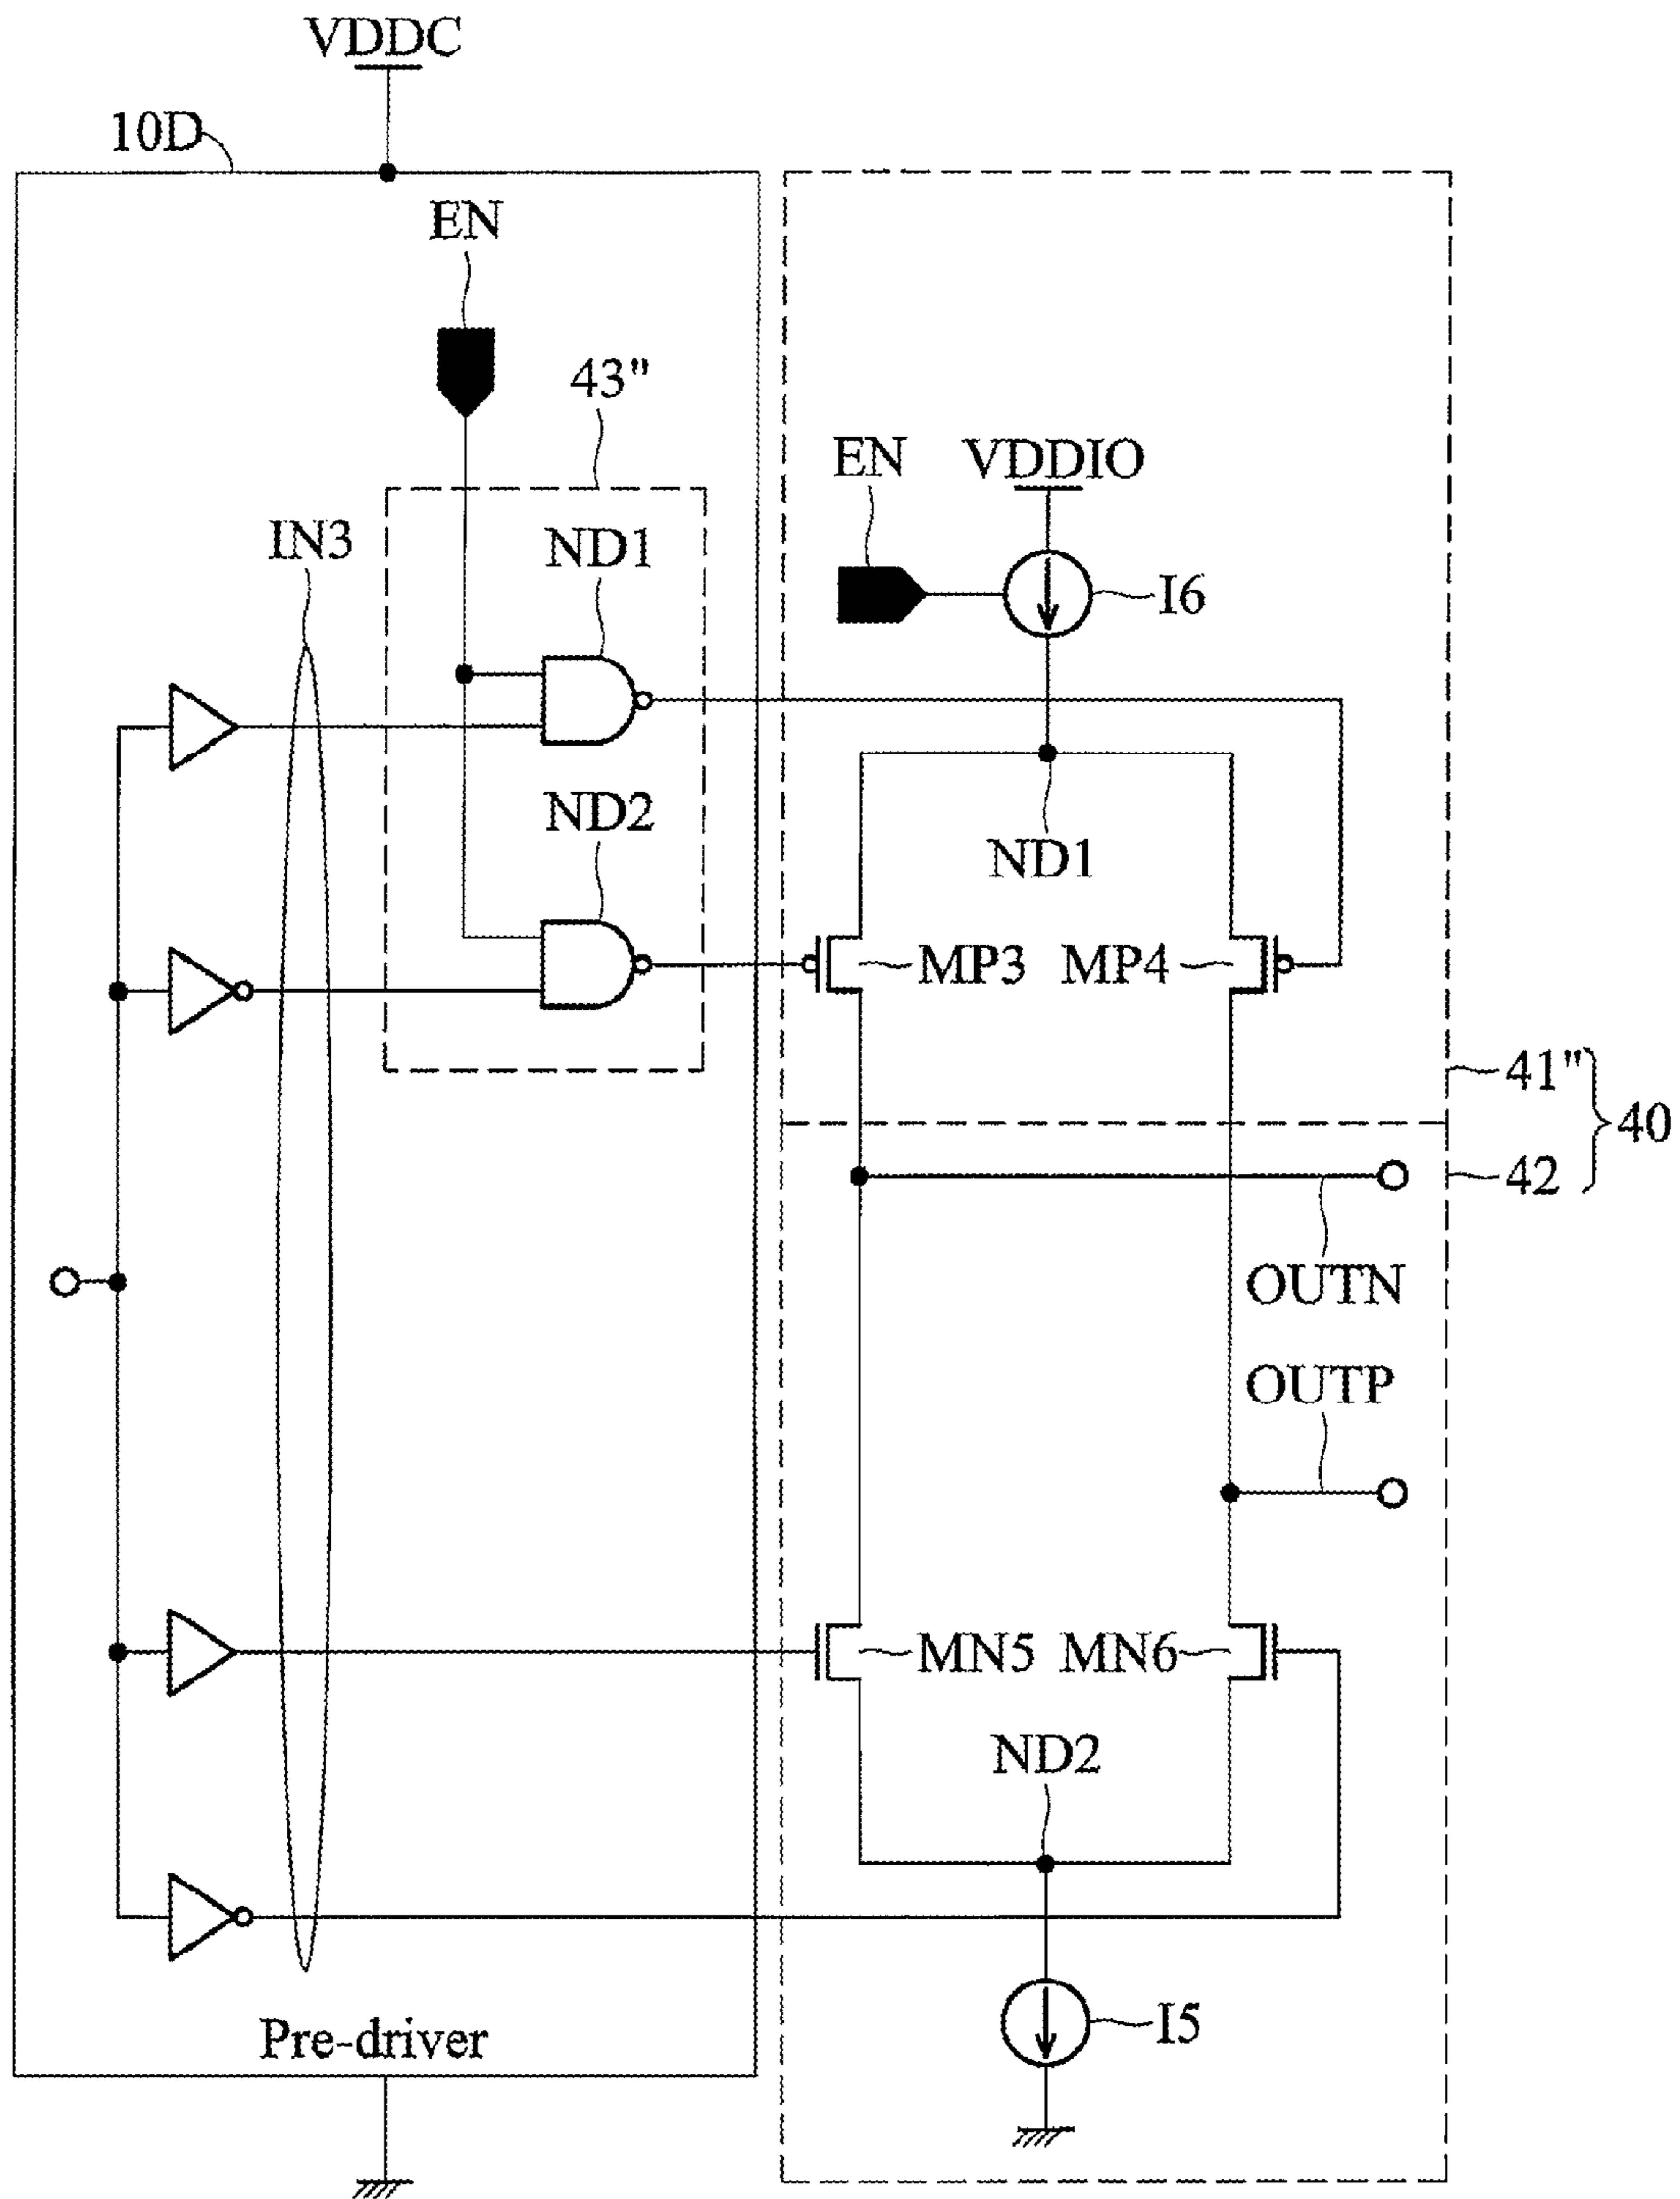 VDDC
10D
EN
43"
EN VDDIO
IN3
ND1
I6
ND2
ND1
MP3 MP4
41"
40
42
OUTN
OUTP
MN5 MN6
ND2
I5
Pre-driver